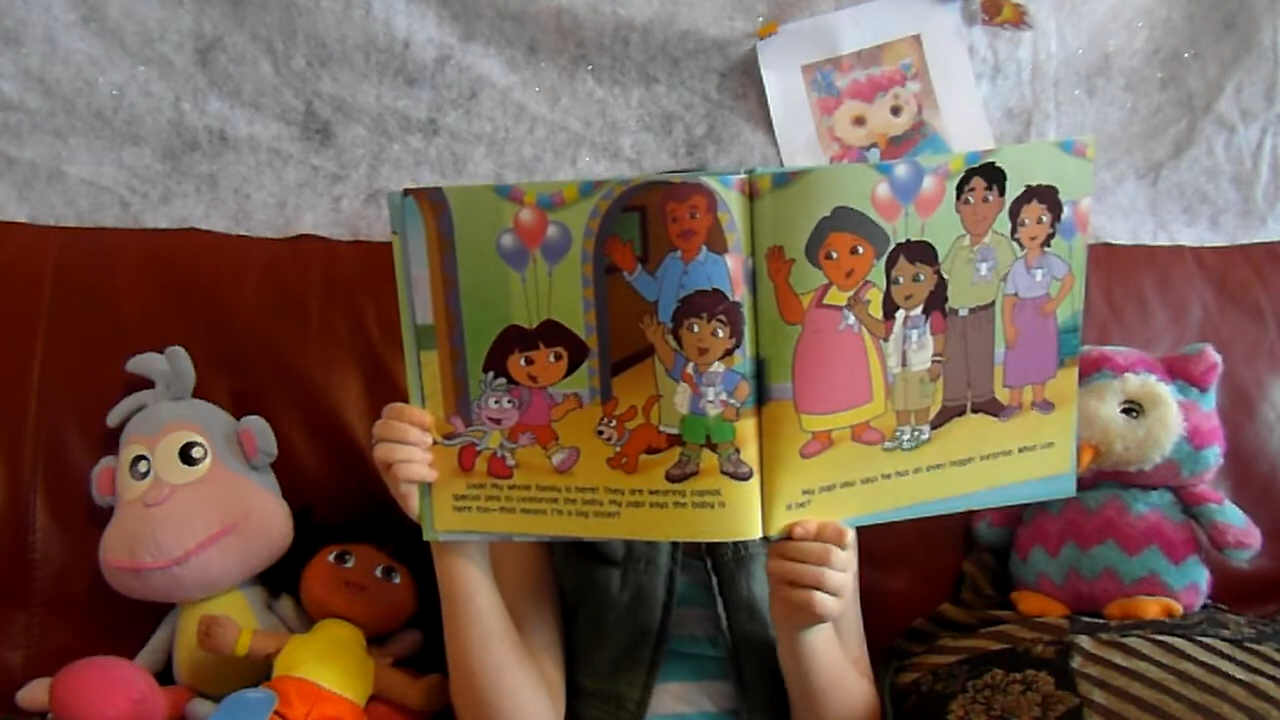 Look! My whole family is here! They are wearing capital,
special pins to celebrate the baby. My papi says the baby is
here too—that means I'm a big sister!
My papi also says he has an even bigger surprise. What can
it be?